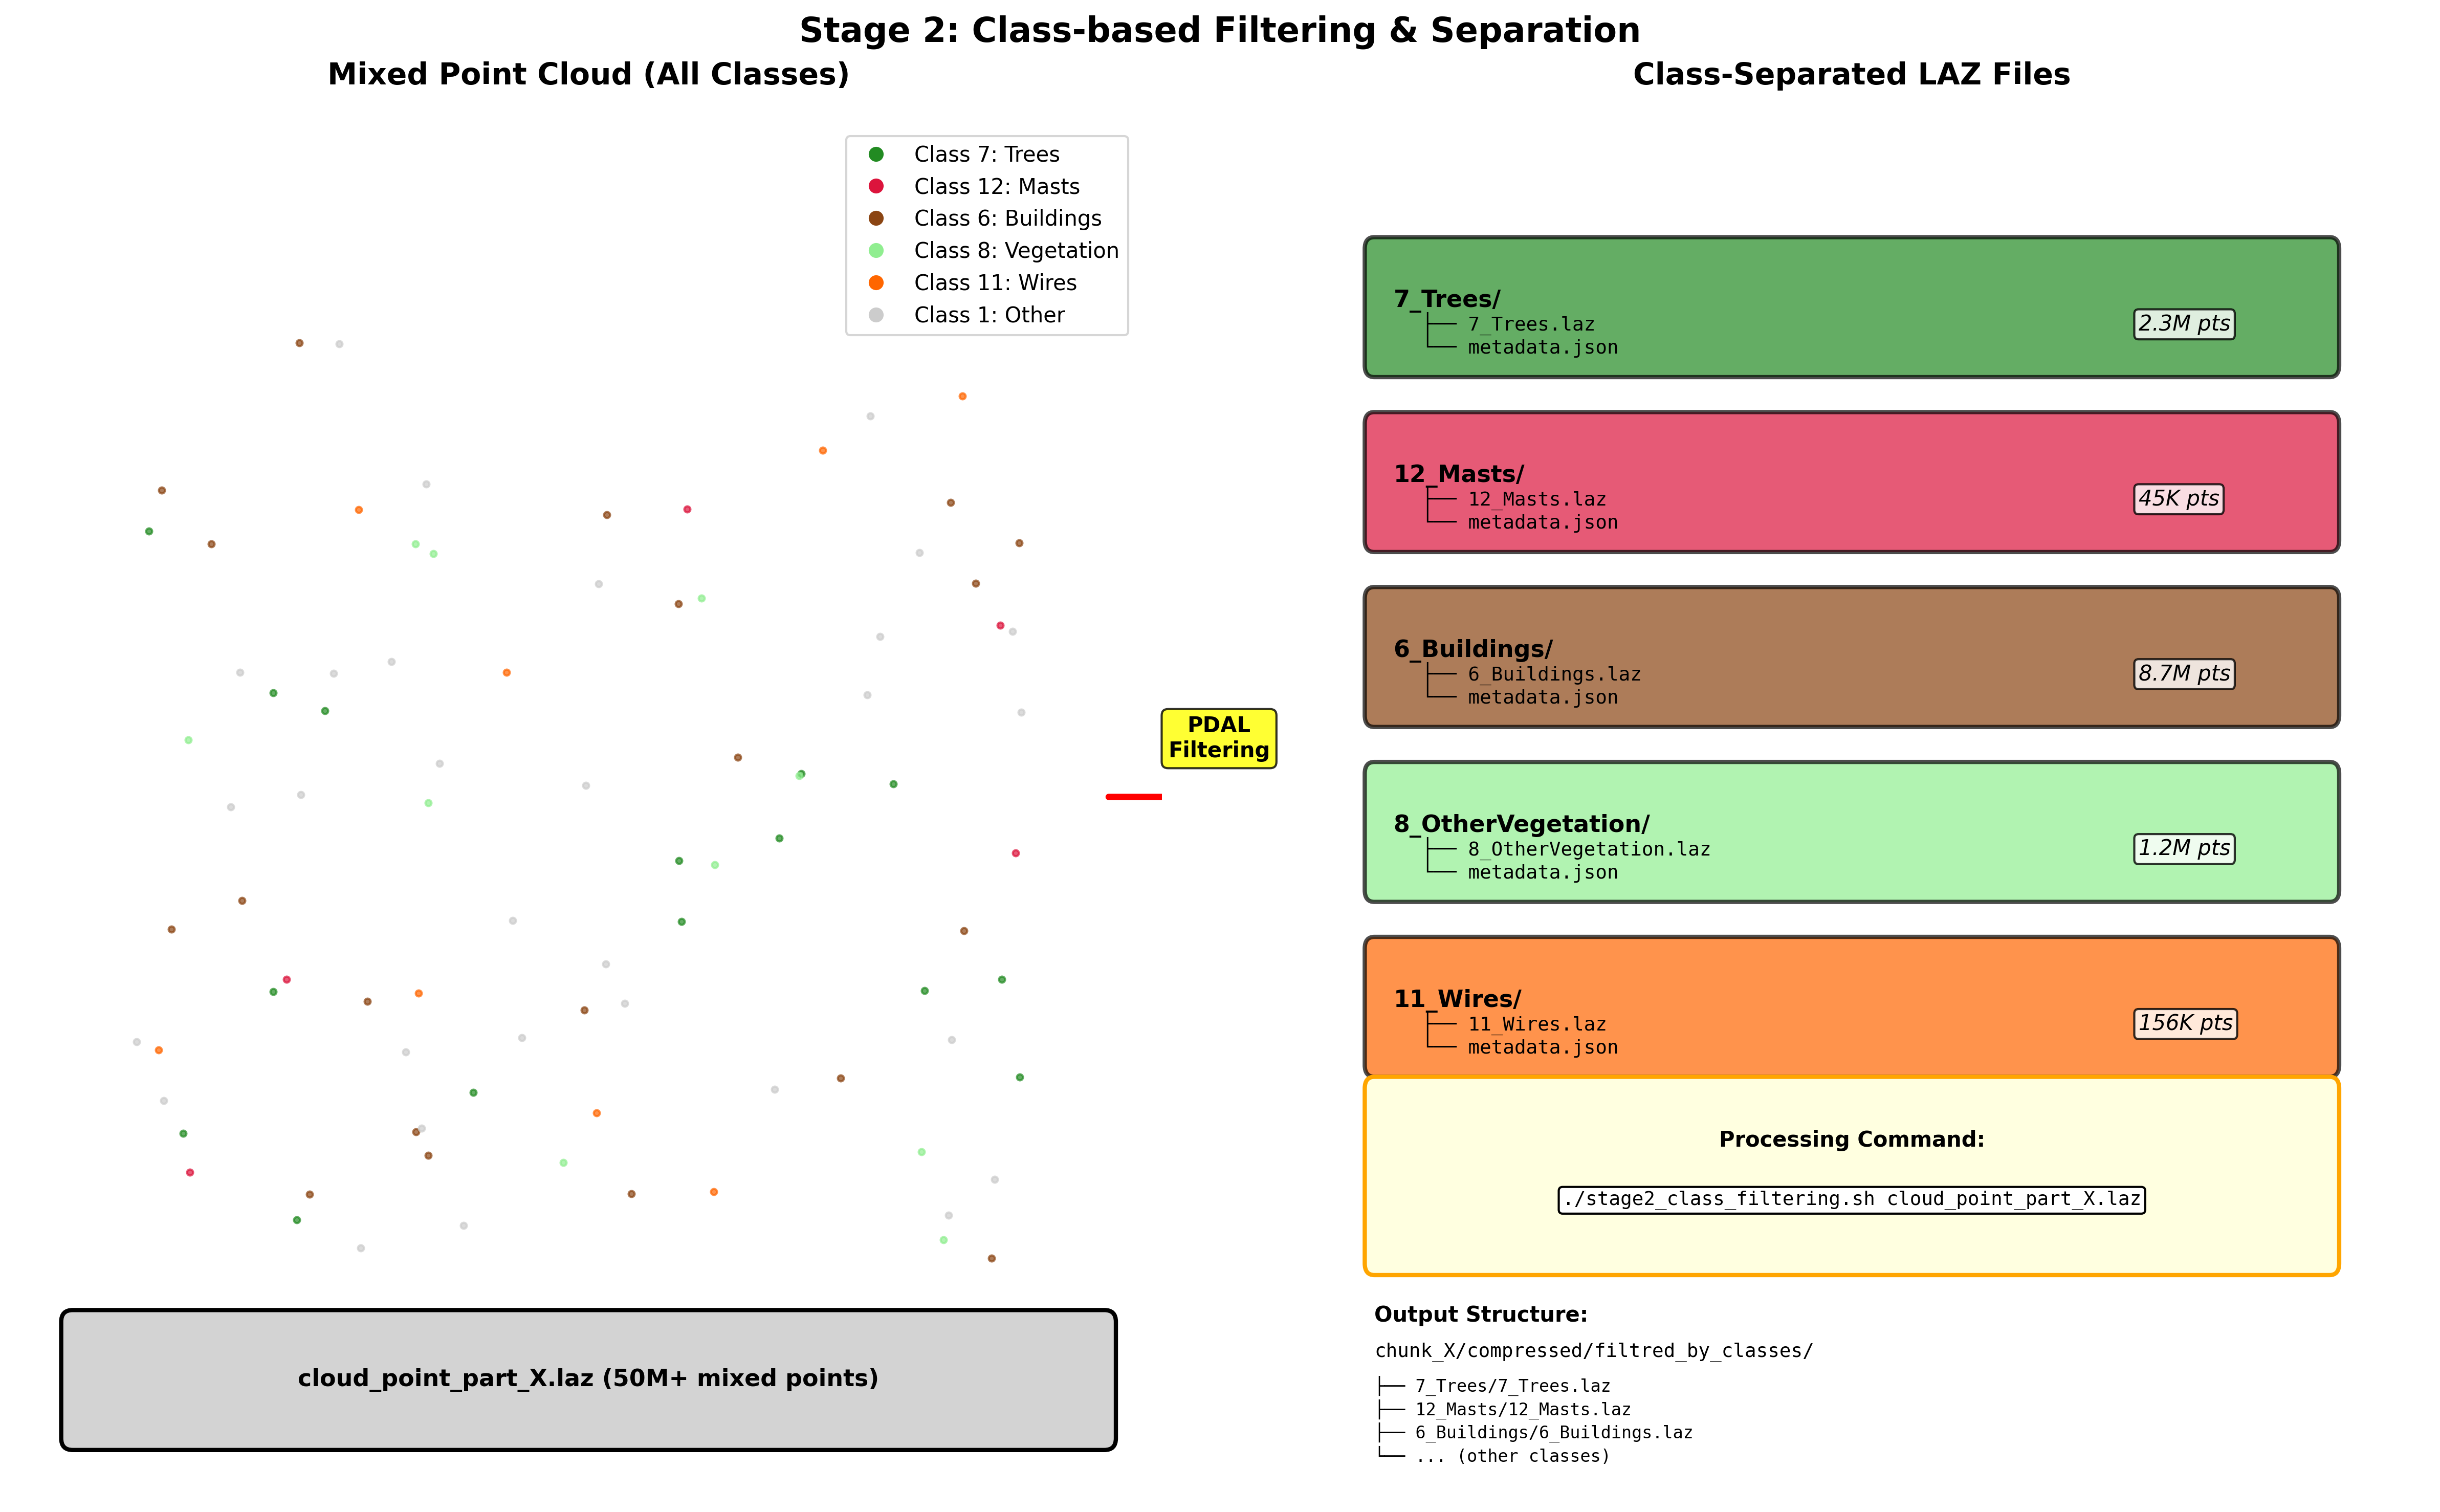 Stage 2: Class-based Filtering & Separation
Mixed Point Cloud (All Classes)
Class 7: Trees
Class 12: Masts
Class 6: Buildings
Class 8: Vegetation
Class 11: Wires
Class 1: Other
cloud_point_part_X.laz (50M+ mixed points)
PDAL
Filtering
Class-Separated LAZ Files
7_Trees/
├── 7_Trees.laz
└── metadata.json
2.3M pts
12_Masts/
├── 12_Masts.laz
└── metadata.json
45K pts
6_Buildings/
├── 6_Buildings.laz
└── metadata.json
8.7M pts
8_OtherVegetation/
├── 8_OtherVegetation.laz
└── metadata.json
1.2M pts
11_Wires/
├── 11_Wires.laz
└── metadata.json
156K pts
Processing Command:
./stage2_class_filtering.sh cloud_point_part_X.laz
Output Structure:
chunk_X/compressed/filtred_by_classes/
├── 7_Trees/7_Trees.laz
├── 12_Masts/12_Masts.laz
├── 6_Buildings/6_Buildings.laz
└── ... (other classes)